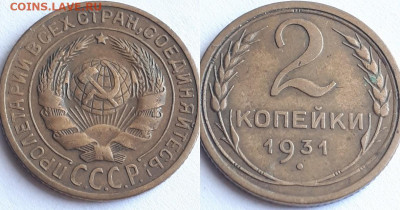 COINS.LAVE.RU
ПРОЛЕТАРИИ ВСЕХ СТРАН, СОЕДИНЯЙТЕСЬ!
С.С.С.Р.
2
КОПЕЙКИ
1931